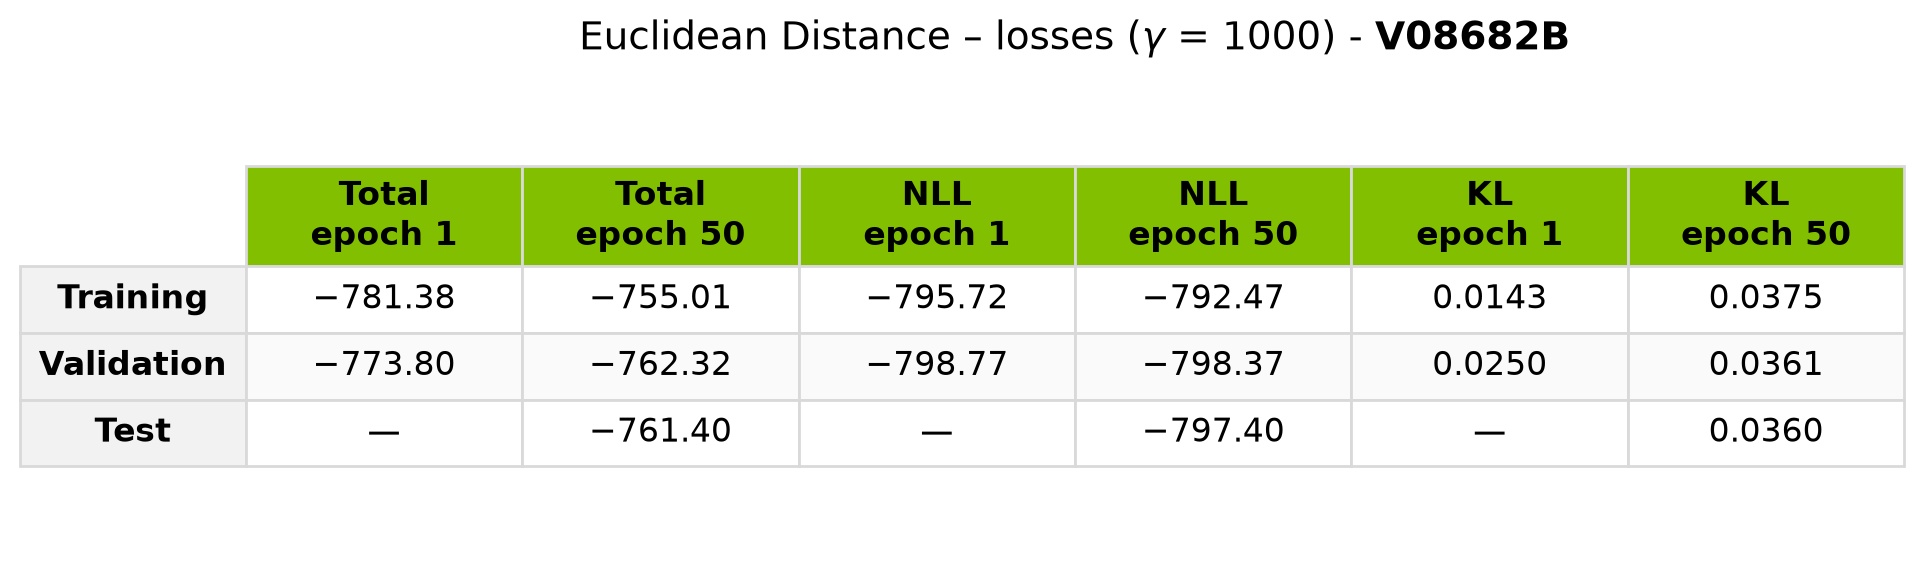 Euclidean Distance – losses (γ = 1000) - V08682B
Total epoch 1 Total epoch 50 NLL epoch 1 NLL epoch 50 KL epoch 1 KL epoch 50
Training −781.38 −755.01 −795.72 −792.47 0.0143 0.0375
Validation −773.80 −762.32 −798.77 −798.37 0.0250 0.0361
Test — −761.40 — −797.40 — 0.0360